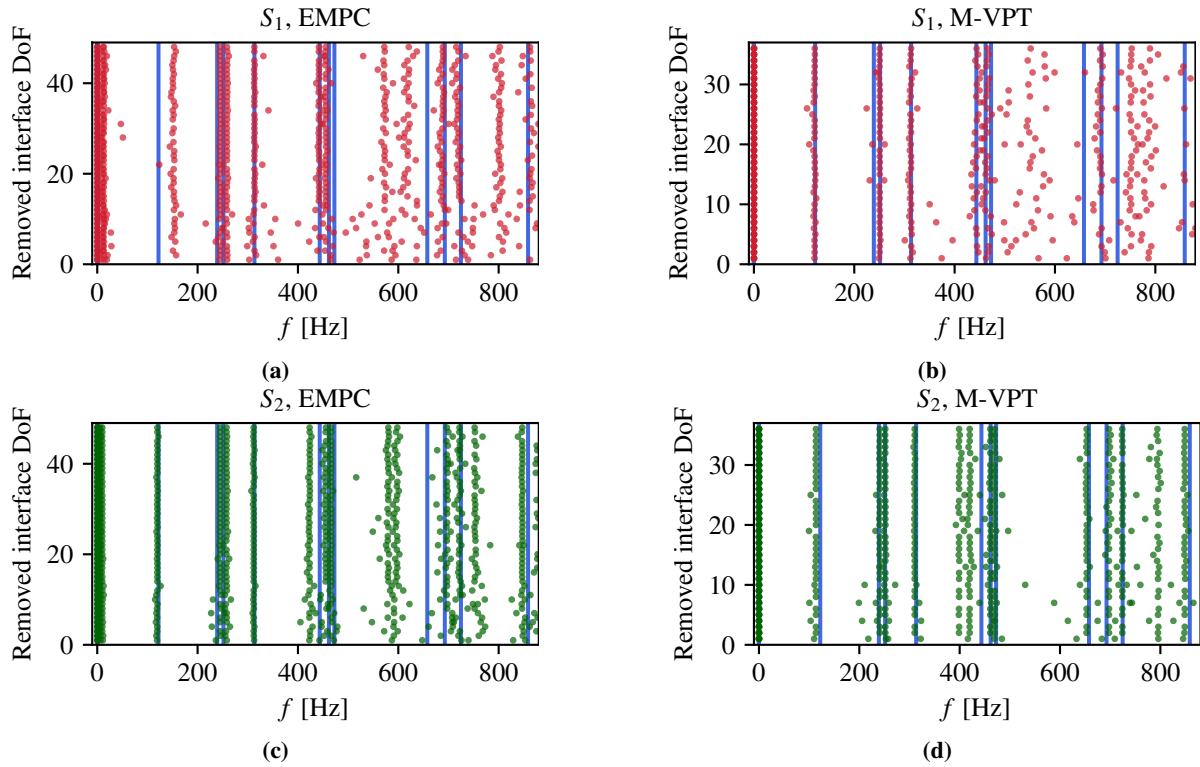 S₁, EMPC
Removed interface DoF
40
20
0
0 200 400 600 800
f [Hz]
(a)
S₁, M-VPT
Removed interface DoF
30
20
10
0
0 200 400 600 800
f [Hz]
(b)
S₂, EMPC
Removed interface DoF
40
20
0
0 200 400 600 800
f [Hz]
(c)
S₂, M-VPT
Removed interface DoF
30
20
10
0
0 200 400 600 800
f [Hz]
(d)